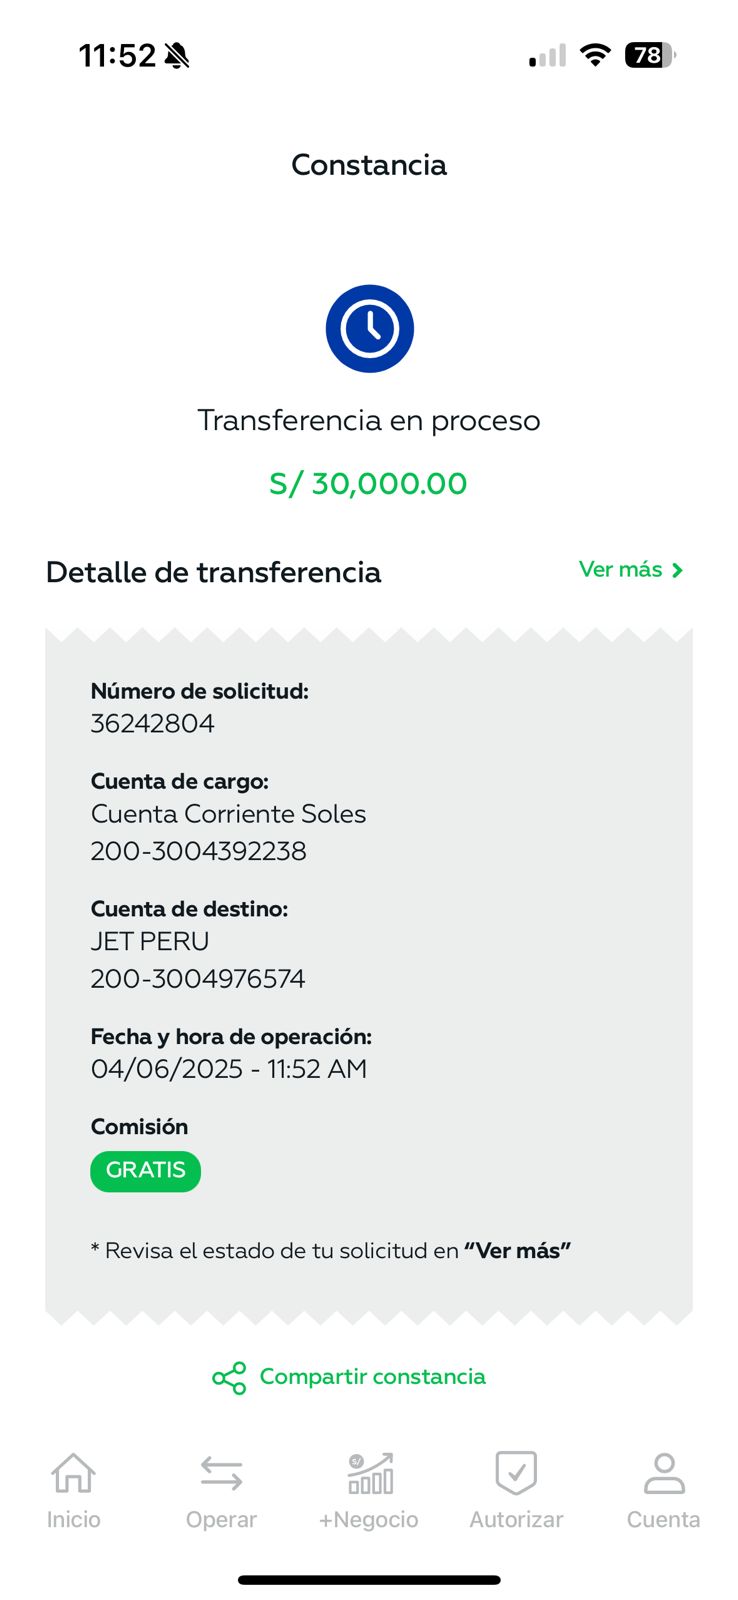 11:52
78
Constancia
Transferencia en proceso
S/ 30,000.00
Detalle de transferencia
Ver más
Número de solicitud:
36242804
Cuenta de cargo:
Cuenta Corriente Soles
200-3004392238
Cuenta de destino:
JET PERU
200-3004976574
Fecha y hora de operación:
04/06/2025 - 11:52 AM
Comisión
GRATIS
* Revisa el estado de tu solicitud en “Ver más”
Compartir constancia
S/
Inicio
Operar
+Negocio
Autorizar
Cuenta